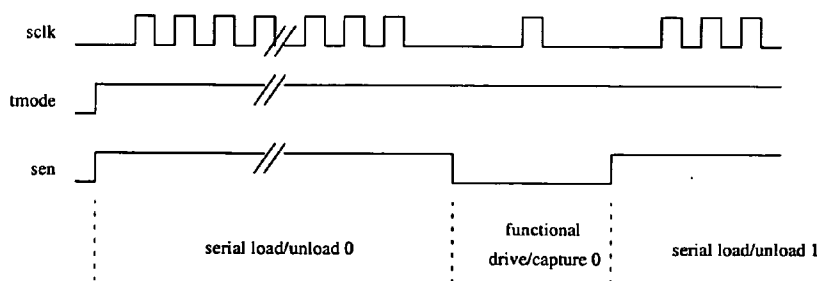 sclk
tmode
sen
serial load/unload 0
functional
drive/capture 0
serial load/unload 1